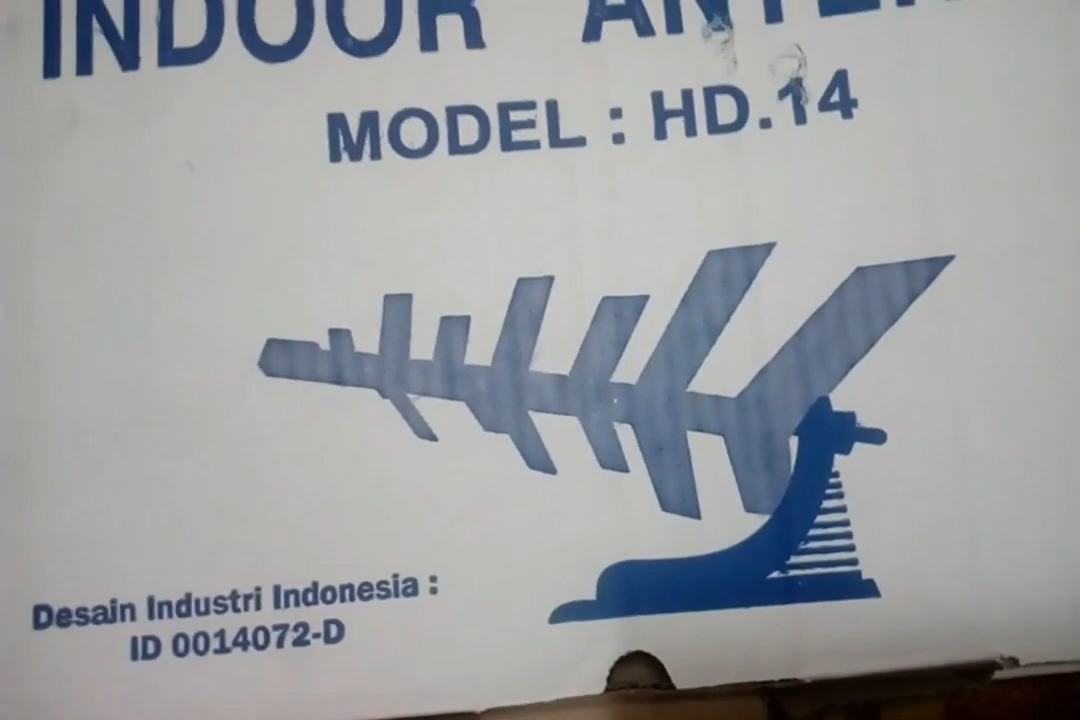 INDOOR
MODEL : HD.14
Desain Industri Indonesia :
ID 0014072-D